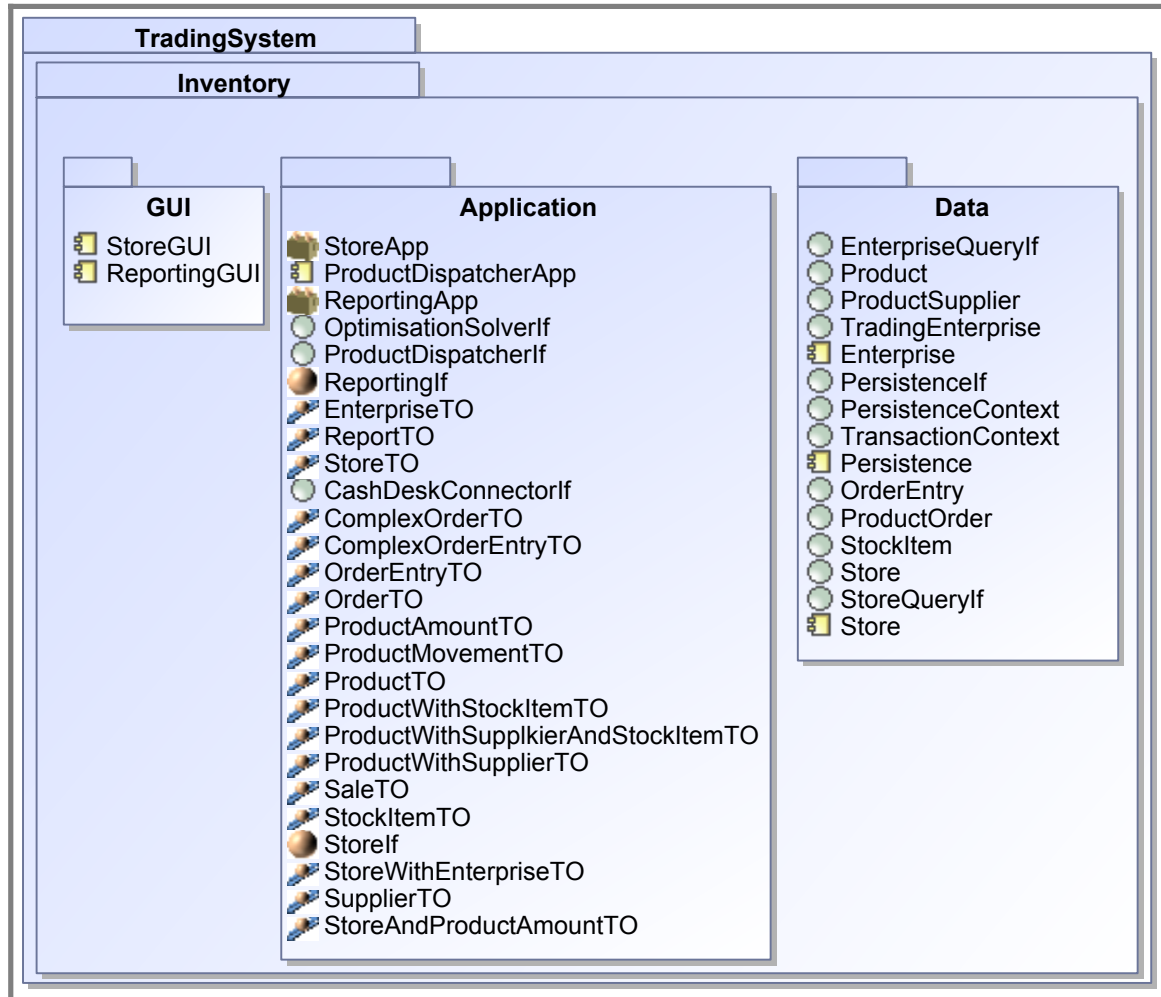 TradingSystem
Inventory
GUI
StoreGUI
ReportingGUI
Application
StoreApp
ProductDispatcherApp
ReportingApp
OptimisationSolverIf
ProductDispatcherIf
ReportingIf
EnterpriseTO
ReportTO
StoreTO
CashDeskConnectorIf
ComplexOrderTO
ComplexOrderEntryTO
OrderEntryTO
OrderTO
ProductAmountTO
ProductMovementTO
ProductTO
ProductWithStockItemTO
ProductWithSupplkierAndStockItemTO
ProductWithSupplierTO
SaleTO
StockItemTO
StoreIf
StoreWithEnterpriseTO
SupplierTO
StoreAndProductAmountTO
Data
EnterpriseQueryIf
Product
ProductSupplier
TradingEnterprise
Enterprise
PersistenceIf
PersistenceContext
TransactionContext
Persistence
OrderEntry
ProductOrder
StockItem
Store
StoreQueryIf
Store